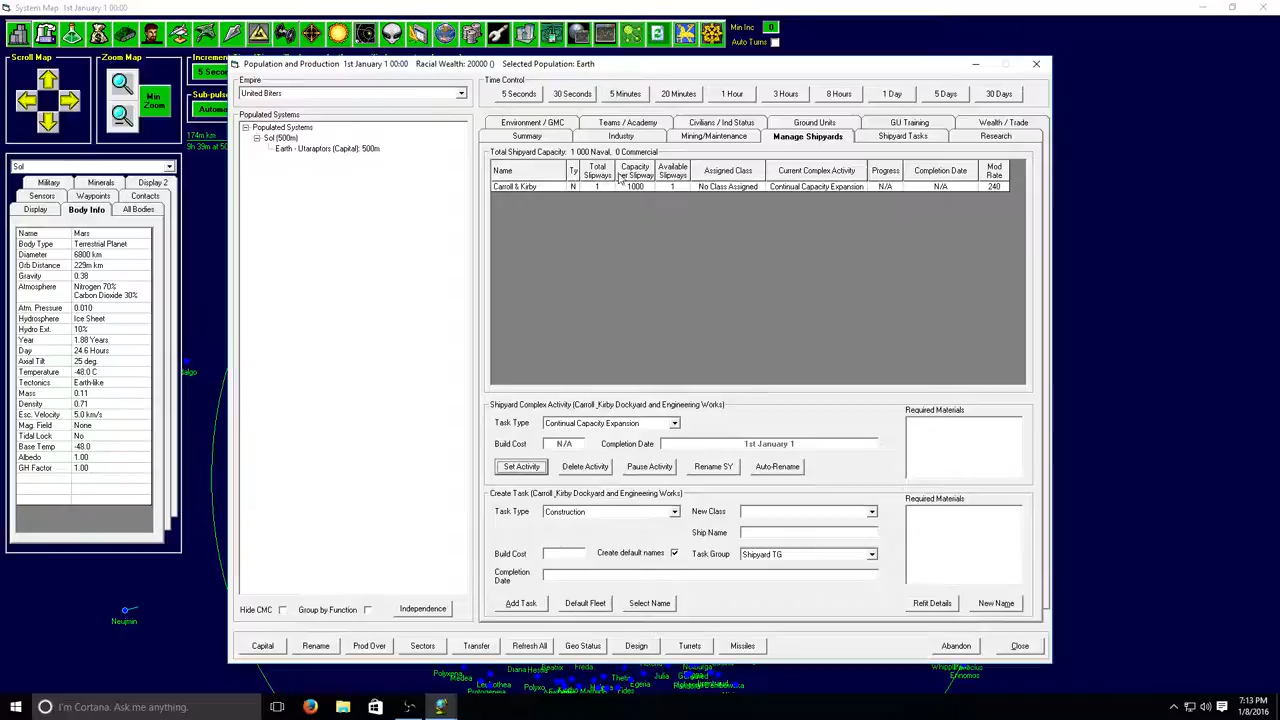 System Map 1st January 1 00:00
Scroll Map
Zoom Map
Min Zoom
Increment
5 Second
Sub-pulse
Automatic
Min Inc 0
Auto Turns
174m km
9h 39m at 50
Sol
Military Minerals Display 2
Sensors Waypoints Contacts
Display Body Info All Bodies
Name Mars
Body Type Terrestrial Planet
Diameter 6800 km
Orb Distance 229m km
Gravity 0.38
Atmosphere Nitrogen 70%
Carbon Dioxide 30%
Atm. Pressure 0.010
Hydrosphere Ice Sheet
Hydro Ext. 10%
Year 1.88 Years
Day 24.6 Hours
Axial Tilt 25 deg.
Temperature -48.0 C
Tectonics Earth-like
Mass 0.11
Density 0.71
Esc. Velocity 5.0 km/s
Mag. Field None
Tidal Lock No
Base Temp -48.0
Albedo 1.00
GH Factor 1.00
dalgo
Neujmin
Population and Production 1st January 1 00:00 Racial Wealth: 20000 () Selected Population: Earth
Empire
United Biters
Populated Systems
Populated Systems
Sol (500m)
Earth - Utaraptors (Capital): 500m
Time Control
5 Seconds 30 Seconds 5 Minutes 20 Minutes 1 Hour 3 Hours 8 Hours 1 Day 5 Days 30 Days
Environment / GMC Teams / Academy Civilians / Ind Status Ground Units GU Training Wealth / Trade
Summary Industry Mining/Maintenance Manage Shipyards Shipyard Tasks Research
Total Shipyard Capacity: 1 000 Naval, 0 Commercial
Name Ty Total Slipways Capacity per Slipway Available Slipways Assigned Class Current Complex Activity Progress Completion Date Mod Rate
Carroll & Kirby N 1 1000 1 No Class Assigned Continual Capacity Expansion N/A N/A 240
Shipyard Complex Activity (Carroll_Kirby Dockyard and Engineering Works)
Required Materials
Task Type Continual Capacity Expansion
Build Cost N/A Completion Date 1st January 1
Set Activity Delete Activity Pause Activity Rename SY Auto-Rename
Create Task (Carroll_Kirby Dockyard and Engineering Works)
Required Materials
Task Type Construction New Class
Ship Name
Build Cost Create default names Task Group Shipyard TG
Completion Date
Add Task Default Fleet Select Name Refit Details New Name
Hide CMC Group by Function Independence
Capital Rename Prod Over Sectors Transfer Refresh All Geo Status Design Turrets Missiles Abandon Close
I'm Cortana. Ask me anything.
7:13 PM
1/8/2016